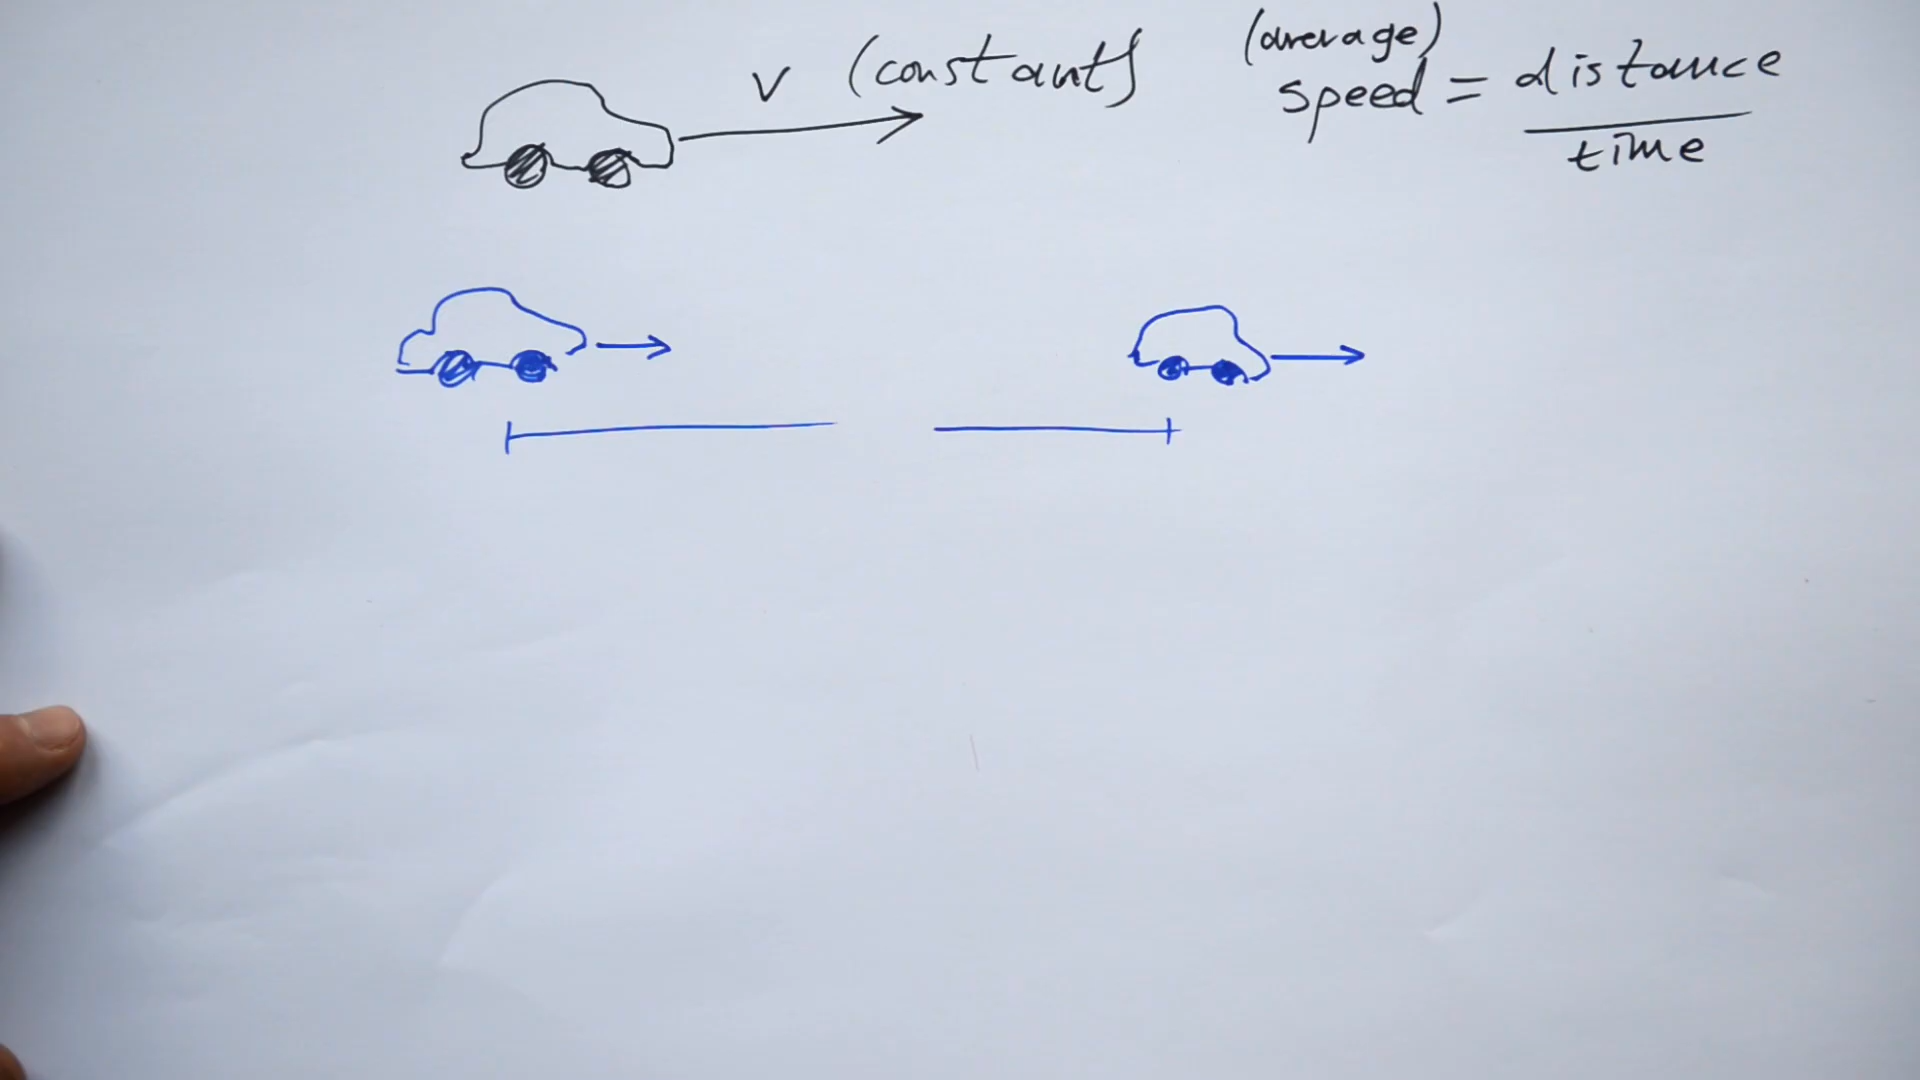 v (constant)
(average)
speed = distance
time